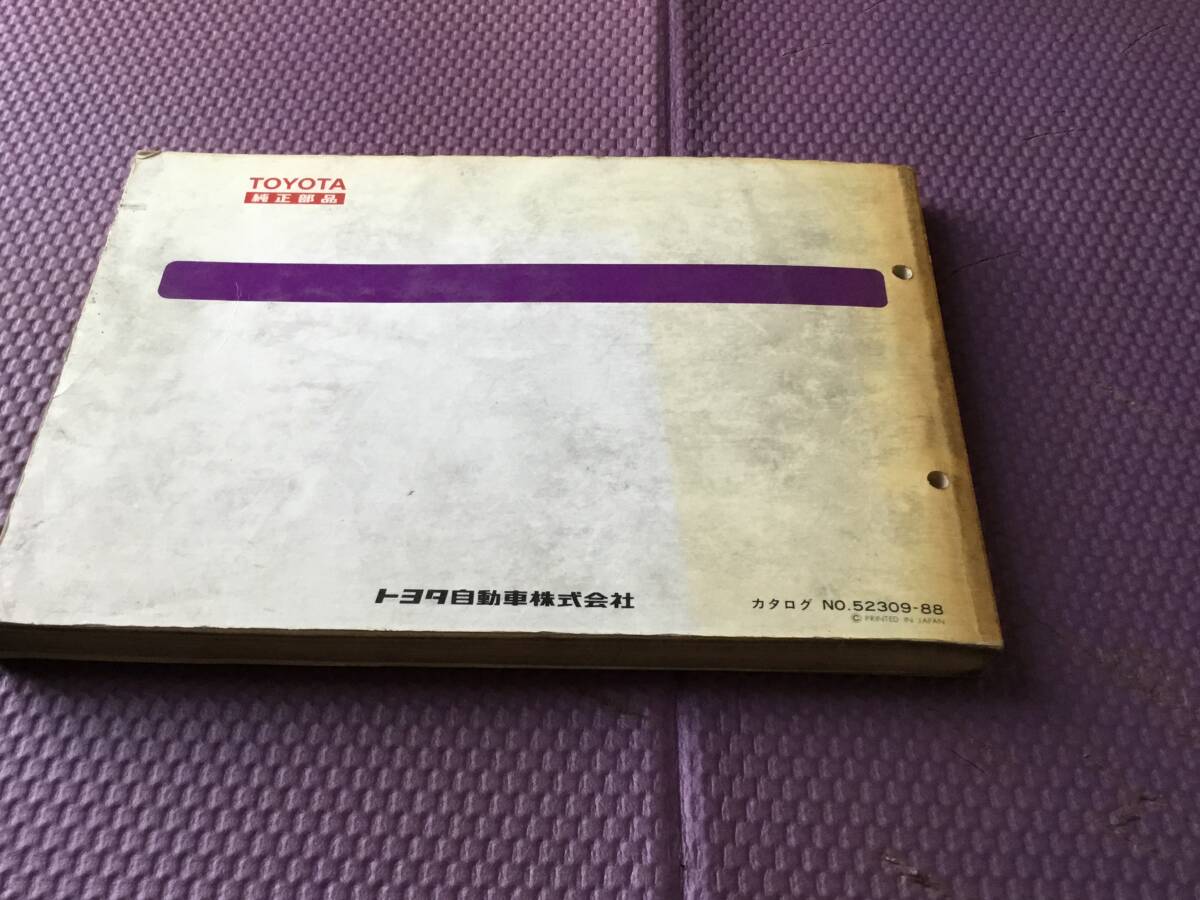 TOYOTA
純正部品
トヨタ自動車株式会社
カタログ NO.52309-88
© PRINTED IN JAPAN